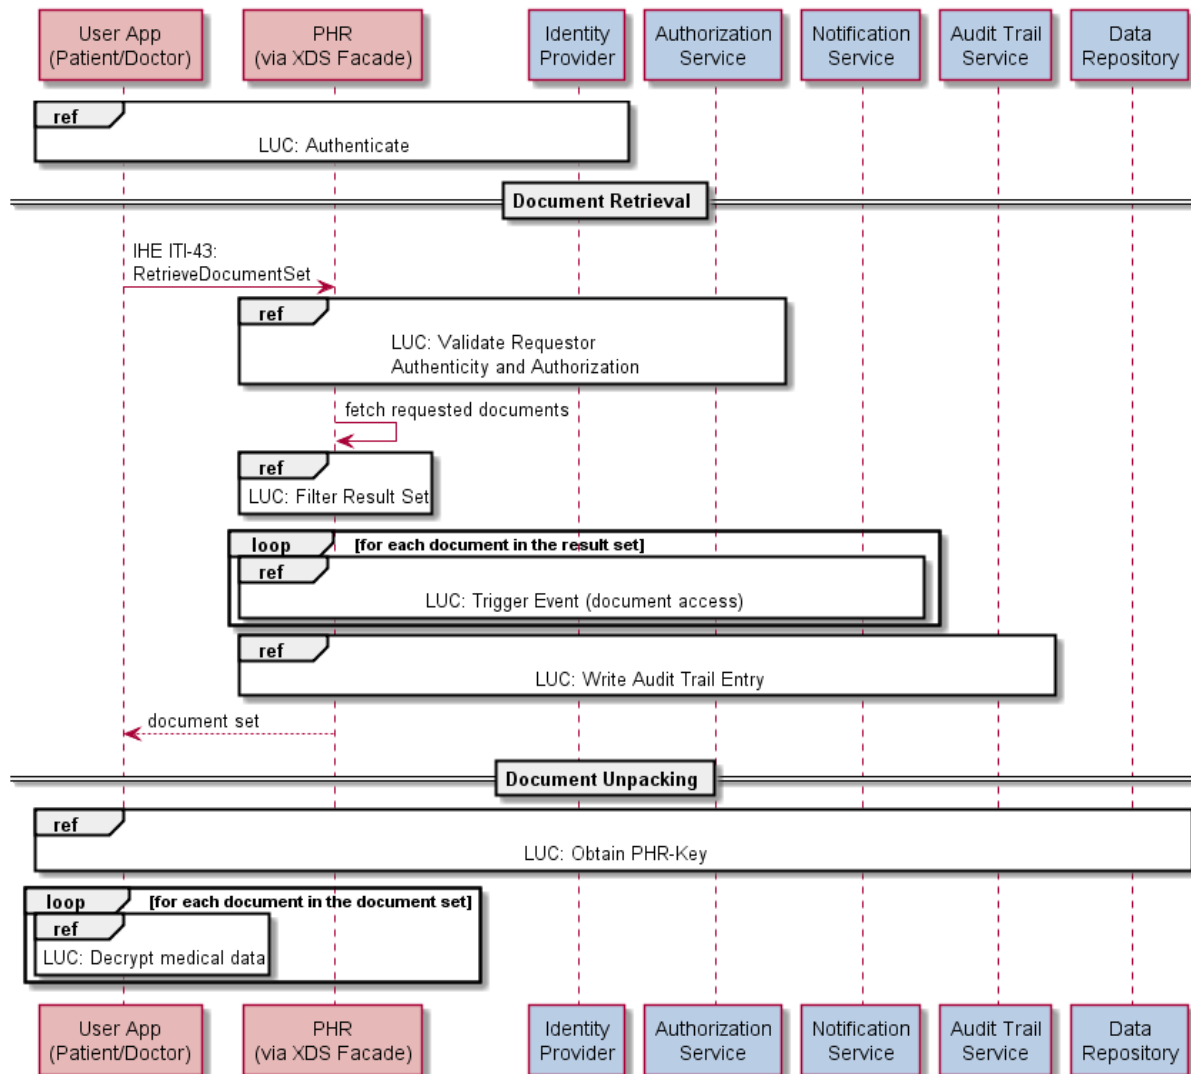 User App
(Patient/Doctor)
PHR
(via XDS Facade)
Identity
Provider
Authorization
Service
Notification
Service
Audit Trail
Service
Data
Repository
ref
LUC: Authenticate
Document Retrieval
IHE ITI-43:
RetrieveDocumentSet
ref
LUC: Validate Requestor
Authenticity and Authorization
fetch requested documents
ref
LUC: Filter Result Set
loop [for each document in the result set]
ref
LUC: Trigger Event (document access)
ref
LUC: Write Audit Trail Entry
document set
Document Unpacking
ref
LUC: Obtain PHR-Key
loop [for each document in the document set]
ref
LUC: Decrypt medical data
User App
(Patient/Doctor)
PHR
(via XDS Facade)
Identity
Provider
Authorization
Service
Notification
Service
Audit Trail
Service
Data
Repository